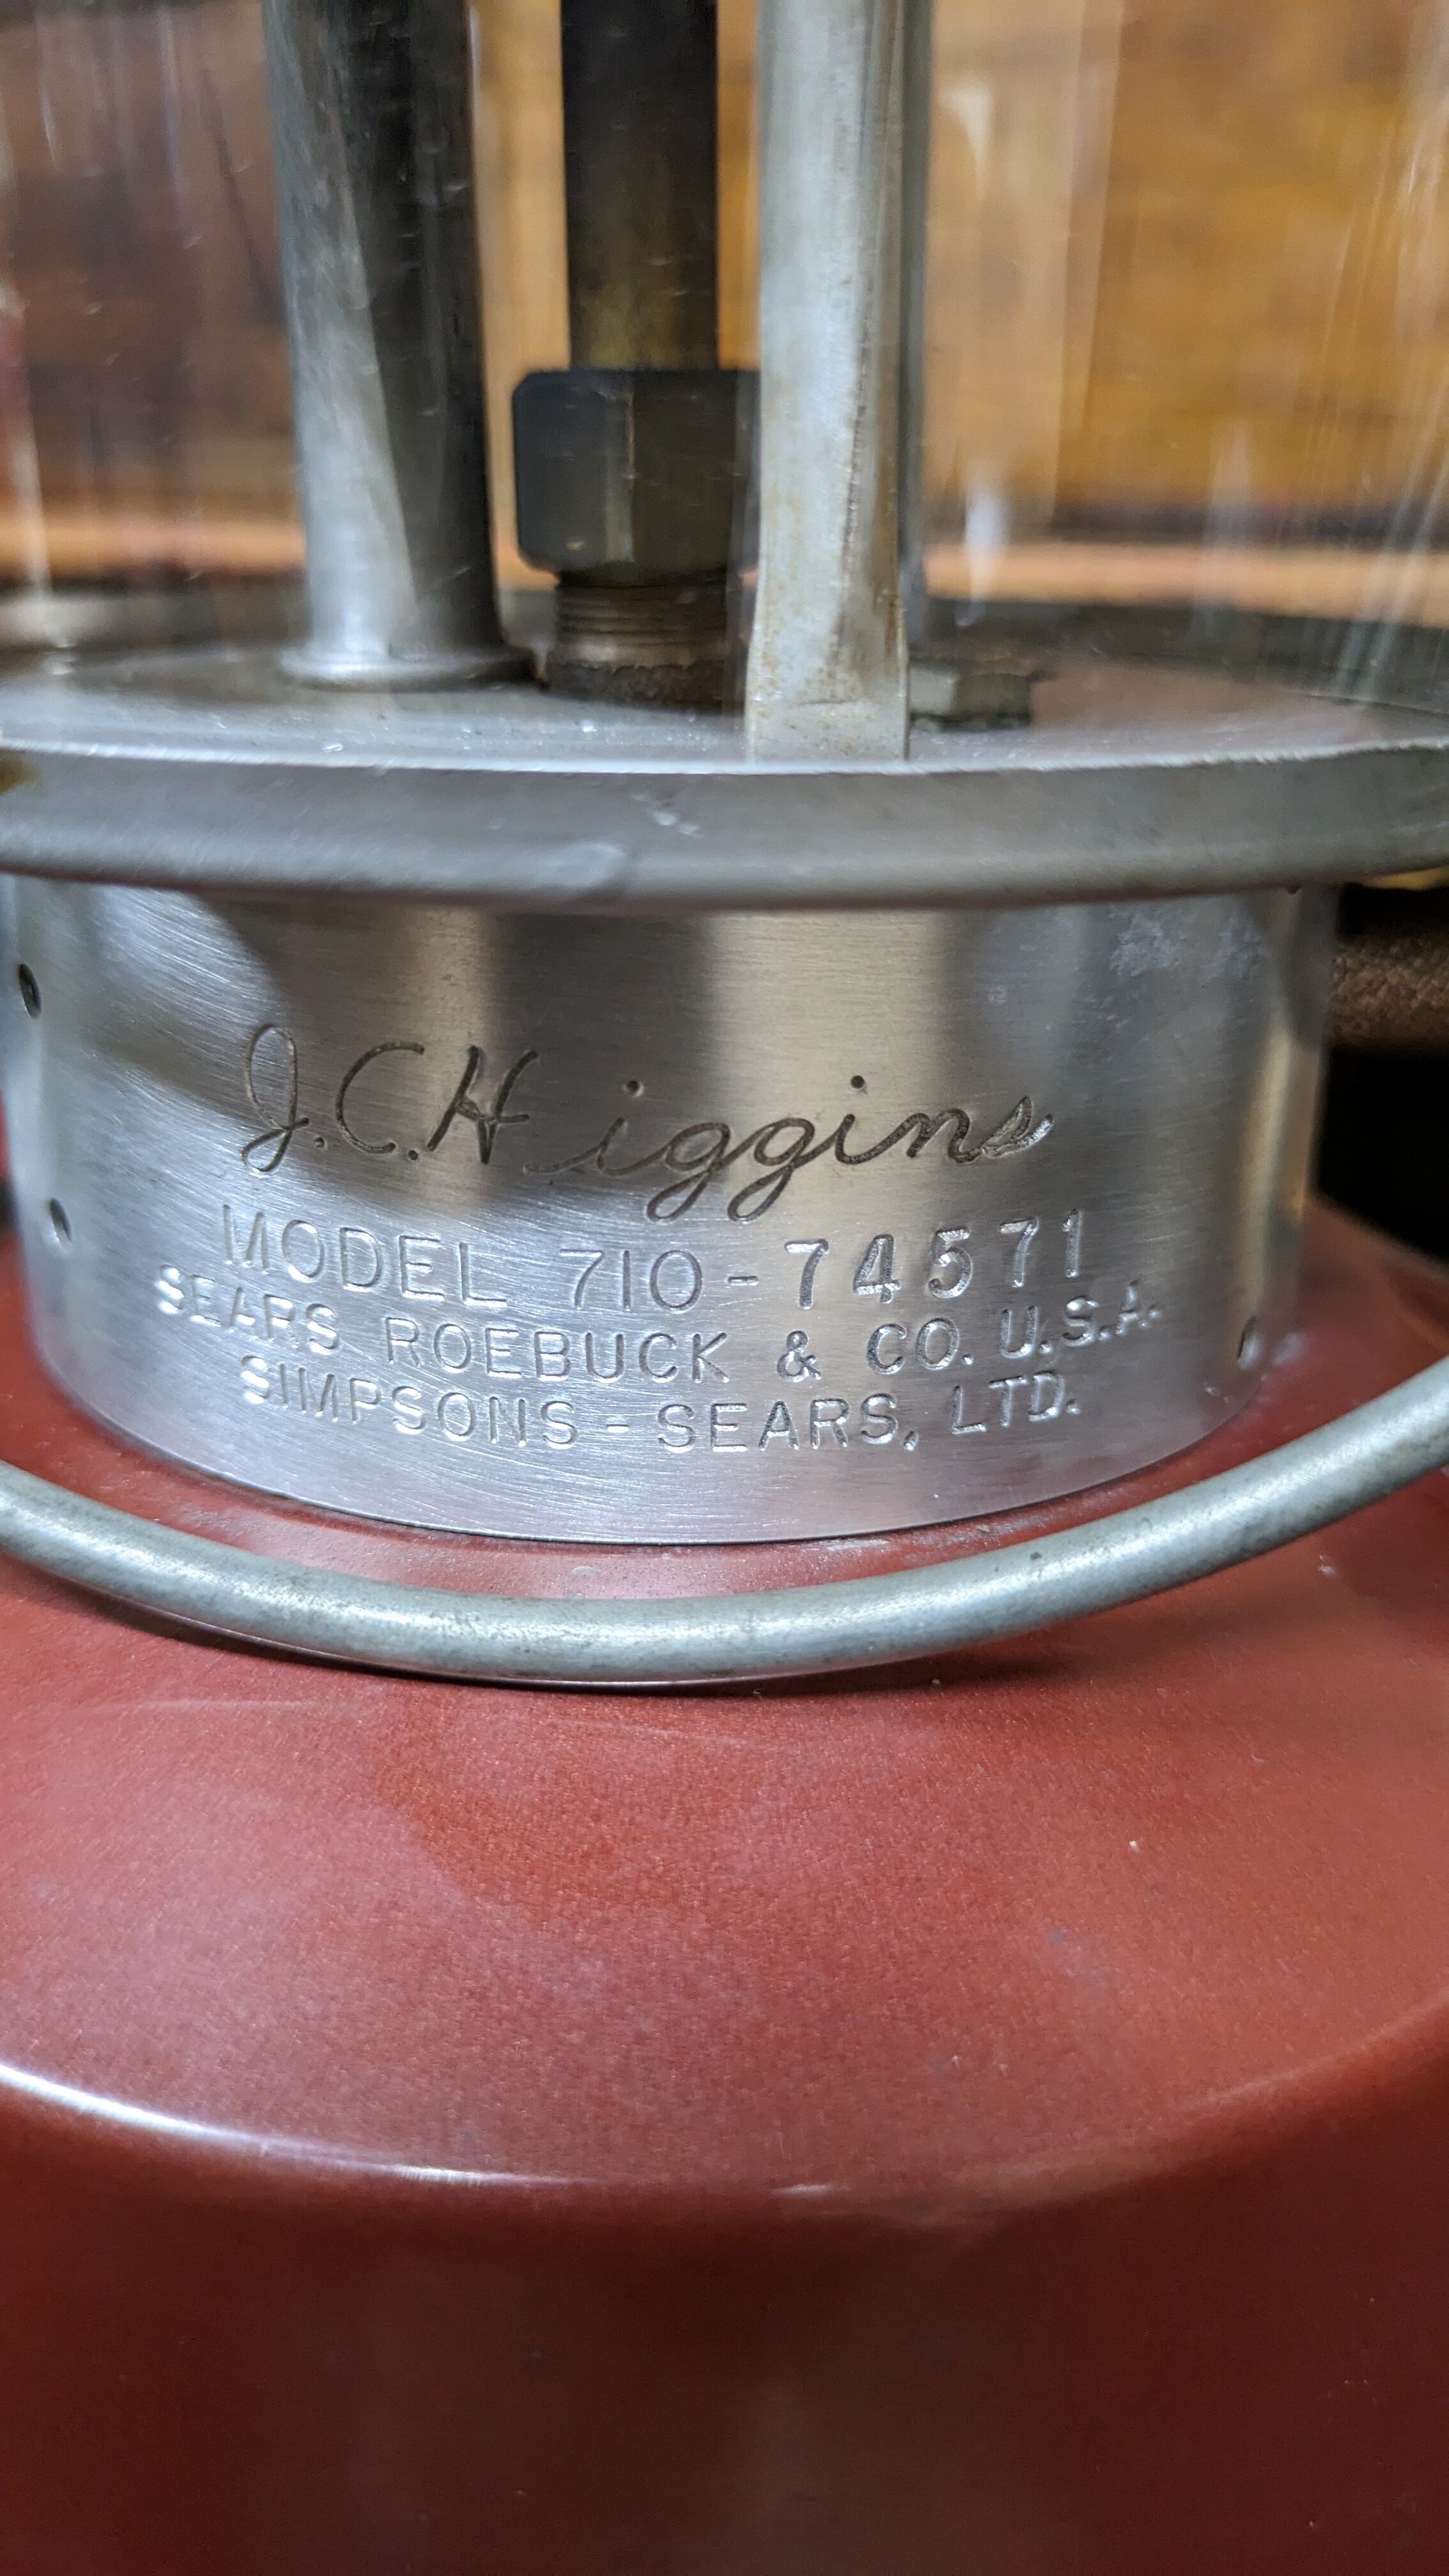 J.C.Higgins
MODEL 710-74571
SEARS ROEBUCK & CO. U.S.A.
SIMPSONS-SEARS, LTD.